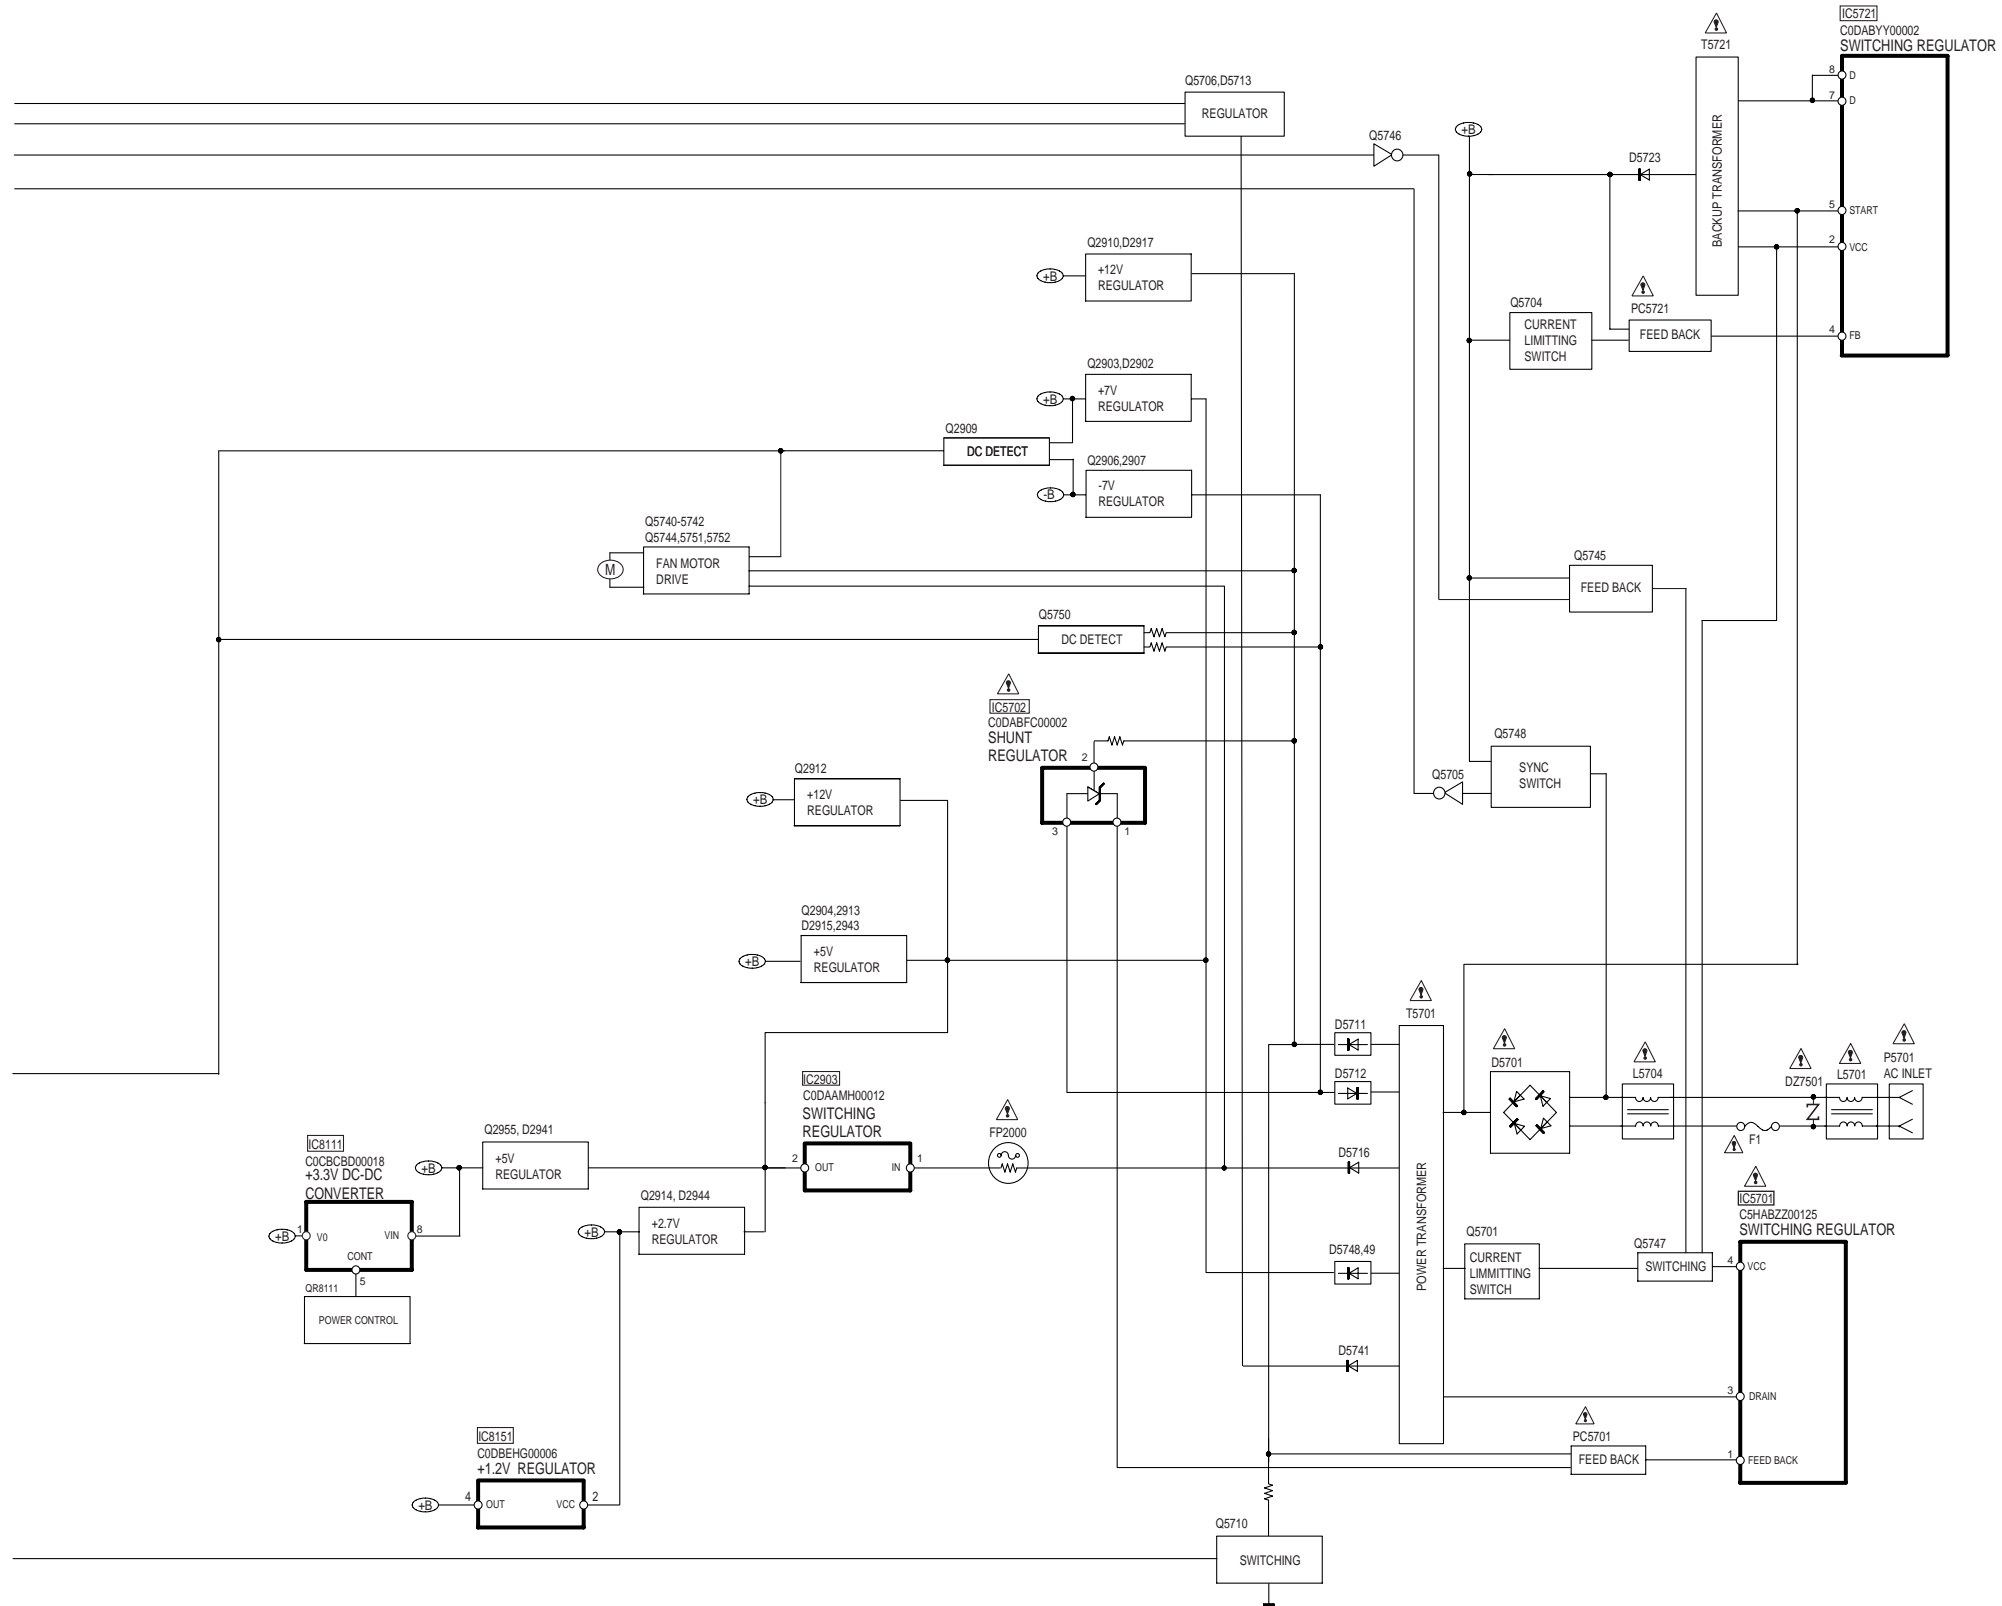 IC5721
C0DABYY00002
SWITCHING REGULATOR
T5721
BACKUP TRANSFORMER
8 D
7 D
5 START
2 VCC
4 FB
Q5706,D5713
REGULATOR
Q5746
+B
D5723
Q2910,D2917
+B
+12V
REGULATOR
Q5704
CURRENT
LIMITTING
SWITCH
PC5721
FEED BACK
Q2903,D2902
+B
+7V
REGULATOR
Q2909
DC DETECT
Q2906,2907
-B
-7V
REGULATOR
Q5740-5742
Q5744,5751,5752
M
FAN MOTOR
DRIVE
Q5745
FEED BACK
Q5750
DC DETECT
IC5702
C0DABFC00002
SHUNT
REGULATOR
2
3
1
Q5748
SYNC
SWITCH
Q5705
Q2912
+B
+12V
REGULATOR
Q2904,2913
D2915,2943
+B
+5V
REGULATOR
T5701
POWER TRANSFORMER
D5711
D5712
D5716
D5748,49
D5741
D5701
L5704
DZ7501
L5701
P5701
AC INLET
F1
IC2903
C0DAAMH00012
SWITCHING
REGULATOR
2 OUT
IN 1
FP2000
Q2955, D2941
+B
+5V
REGULATOR
IC8111
C0CBCBD00018
+3.3V DC-DC
CONVERTER
+B
1 V0
VIN 8
CONT
5
QR8111
POWER CONTROL
Q2914, D2944
+B
+2.7V
REGULATOR
IC5701
C5HABZZ00125
SWITCHING REGULATOR
Q5701
CURRENT
LIMMITTING
SWITCH
Q5747
SWITCHING
4 VCC
3 DRAIN
PC5701
FEED BACK
1 FEED BACK
IC8151
C0DBEHG00006
+1.2V REGULATOR
+B
4 OUT
VCC 2
Q5710
SWITCHING